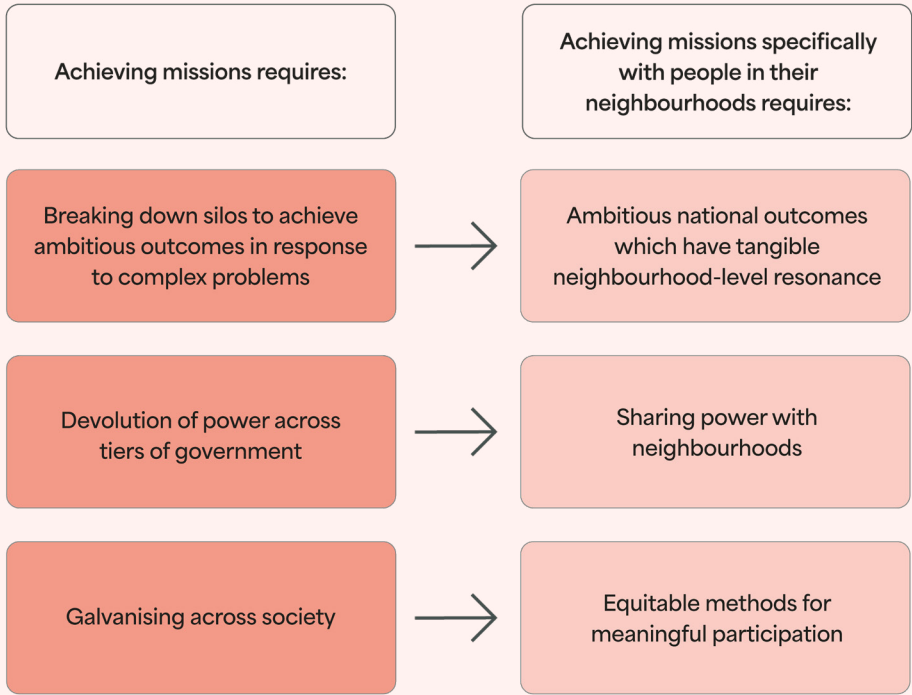 Achieving missions requires:
Achieving missions specifically
with people in their
neighbourhoods requires:
Breaking down silos to achieve
ambitious outcomes in response
to complex problems
Ambitious national outcomes
which have tangible
neighbourhood-level resonance
Devolution of power across
tiers of government
Sharing power with
neighbourhoods
Galvanising across society
Equitable methods for
meaningful participation